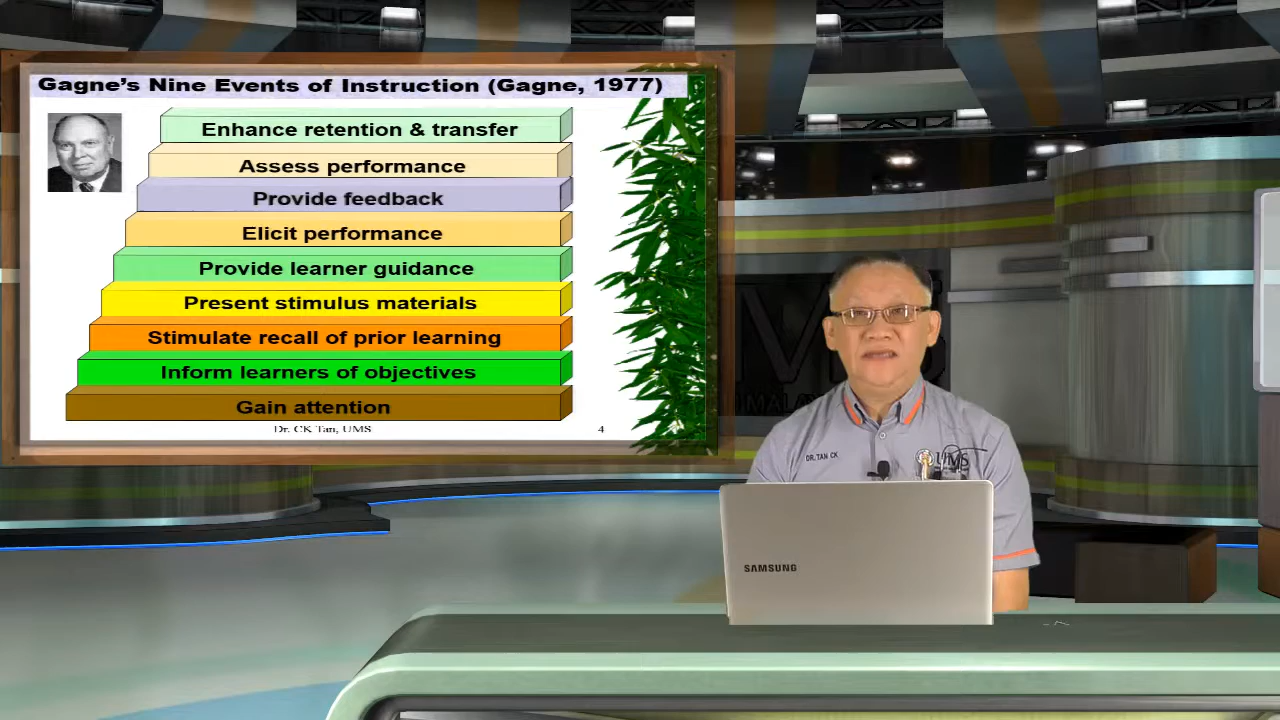 Gagne's Nine Events of Instruction (Gagne, 1977)
Enhance retention & transfer
Assess performance
Provide feedback
Elicit performance
Provide learner guidance
Present stimulus materials
Stimulate recall of prior learning
Inform learners of objectives
Gain attention
Dr. CK Tan, UMS
4
DR.TAN CK
UMS
SAMSUNG